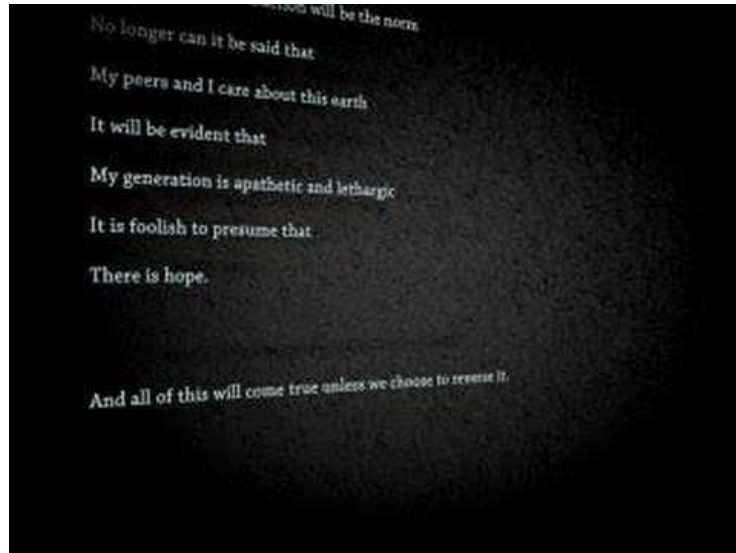 will be the norm
No longer can it be said that
My peers and I care about this earth
It will be evident that
My generation is apathetic and lethargic
It is foolish to presume that
There is hope.
And all of this will come true unless we choose to reverse it.